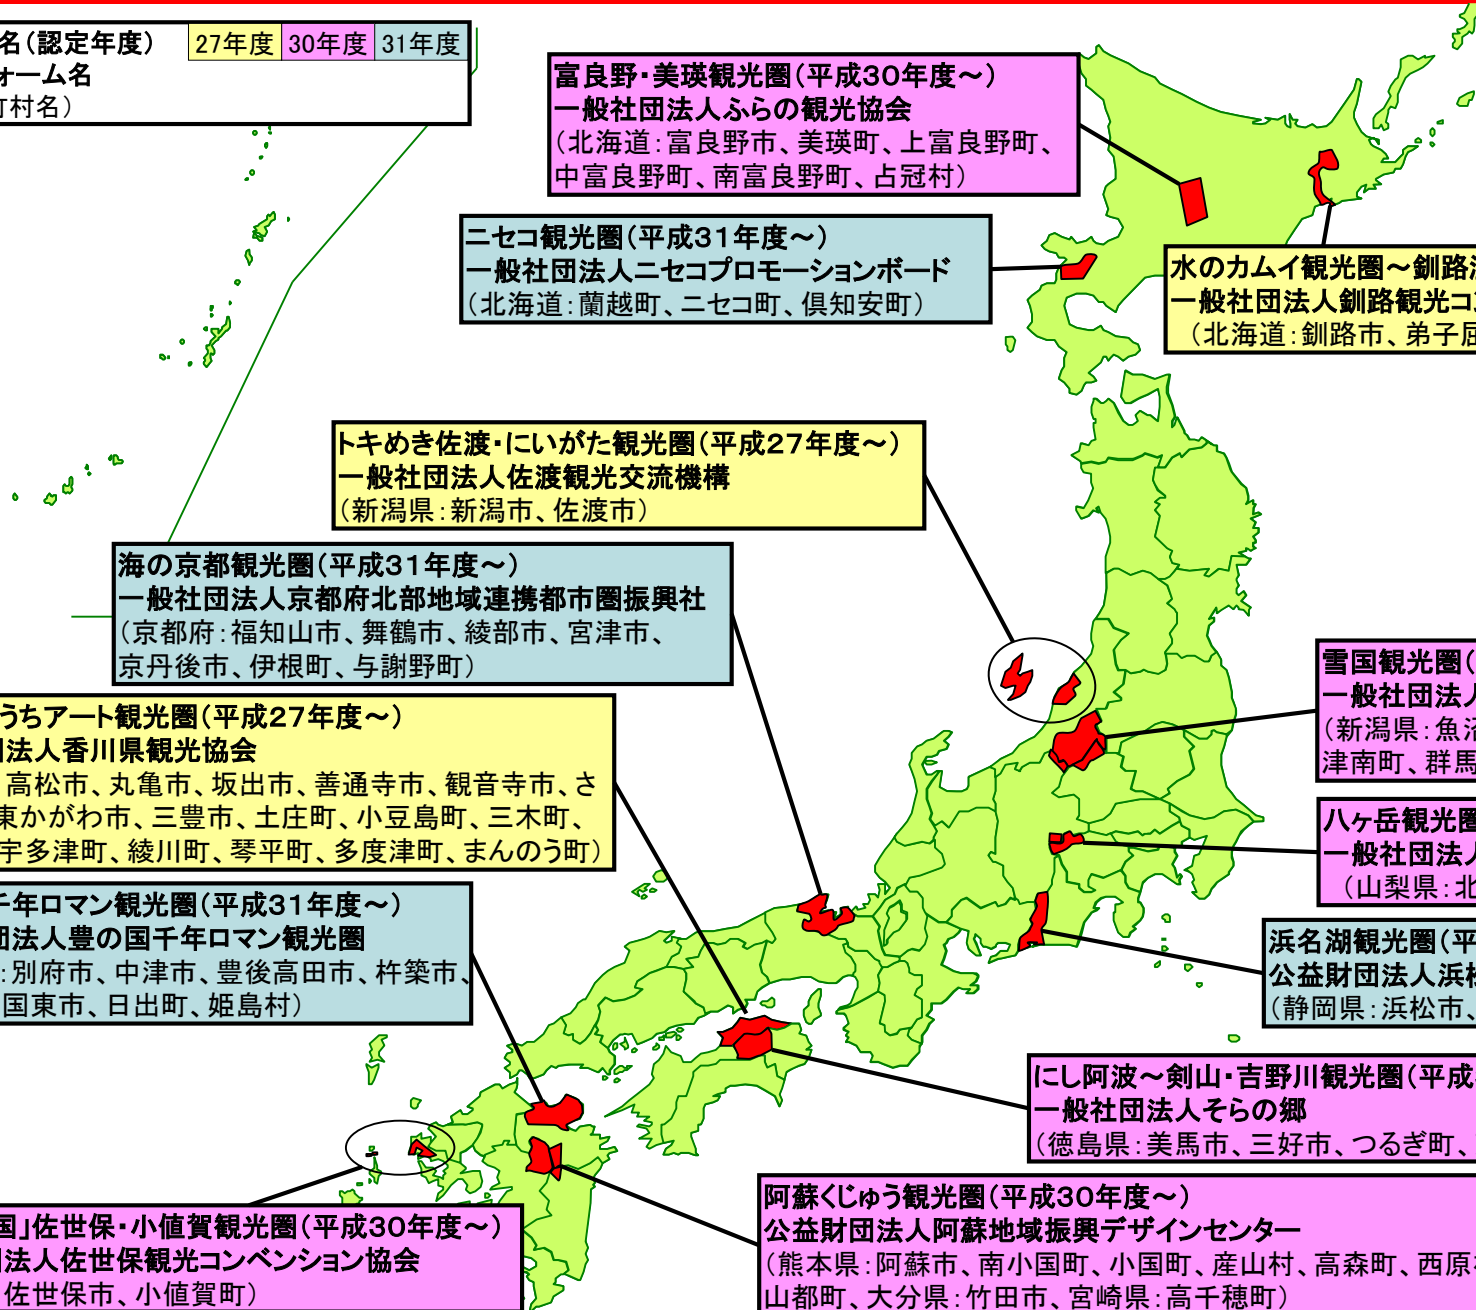 名（認定年度） 27年度 30年度 31年度
ォーム名
町村名）
富良野・美瑛観光圏（平成30年度～）
一般社団法人ふらの観光協会
（北海道：富良野市、美瑛町、上富良野町、
中富良野町、南富良野町、占冠村）
ニセコ観光圏（平成31年度～）
一般社団法人ニセコプロモーションボード
（北海道：蘭越町、ニセコ町、倶知安町）
水のカムイ観光圏～釧路
一般社団法人釧路観光コ
（北海道：釧路市、弟子屈
トキめき佐渡・にいがた観光圏（平成27年度～）
一般社団法人佐渡観光交流機構
（新潟県：新潟市、佐渡市）
海の京都観光圏（平成31年度～）
一般社団法人京都府北部地域連携都市圏振興社
（京都府：福知山市、舞鶴市、綾部市、宮津市、
京丹後市、伊根町、与謝野町）
雪国観光圏（
一般社団法人
（新潟県：魚沼
津南町、群馬
うちアート観光圏（平成27年度～）
法人香川県観光協会
高松市、丸亀市、坂出市、善通寺市、観音寺市、さ
東かがわ市、三豊市、土庄町、小豆島町、三木町、
宇多津町、綾川町、琴平町、多度津町、まんのう町）
八ヶ岳観光圏
一般社団法人
（山梨県：北
千年ロマン観光圏（平成31年度～）
団法人豊の国千年ロマン観光圏
：別府市、中津市、豊後高田市、杵築市、
国東市、日出町、姫島村）
浜名湖観光圏（平
公益財団法人浜松
（静岡県：浜松市、
にし阿波～剣山・吉野川観光圏（平成
一般社団法人そらの郷
（徳島県：美馬市、三好市、つるぎ町、
国」佐世保・小値賀観光圏（平成30年度～）
法人佐世保観光コンベンション協会
佐世保市、小値賀町）
阿蘇くじゅう観光圏（平成30年度～）
公益財団法人阿蘇地域振興デザインセンター
（熊本県：阿蘇市、南小国町、小国町、産山村、高森町、西原
山都町、大分県：竹田市、宮崎県：高千穂町）